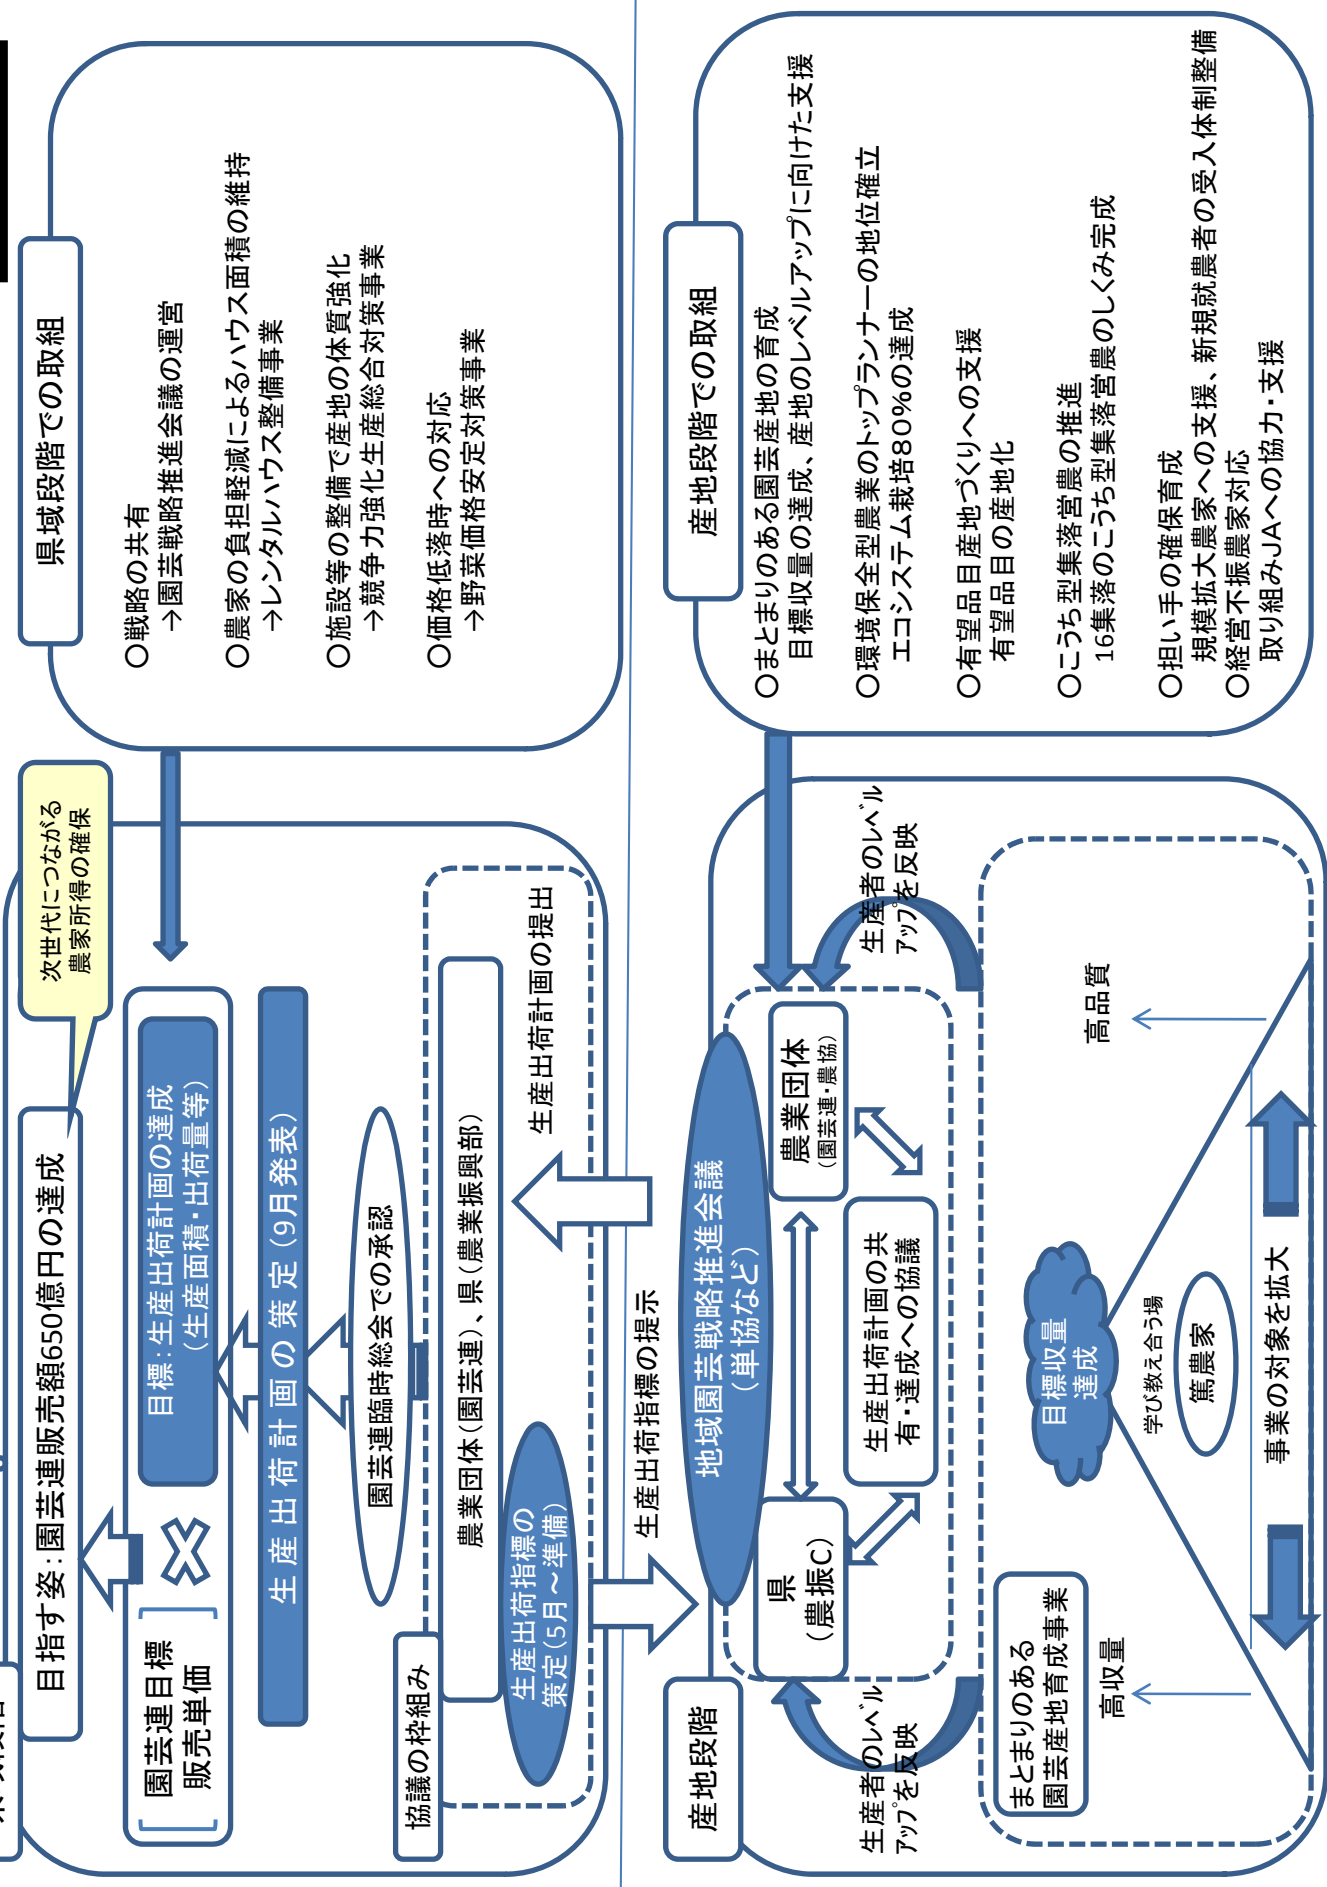 目指す姿：園芸連販売額650億円の達成
次世代につながる
農家所得の確保
園芸連目標
販売単価
目標：生産出荷計画の達成
（生産面積・出荷量等）
生産出荷計画の策定（9月発表）
園芸連臨時総会での承認
協議の枠組み
農業団体(園芸連)、県(農業振興部)
生産出荷指標の
策定(5月～準備)
生産出荷計画の提出
生産出荷指標の提示
県域段階での取組
○戦略の共有
→園芸戦略推進会議の運営
○農家の負担軽減によるハウス面積の維持
→レンタルハウス整備事業
○施設等の整備で産地の体質強化
→競争力強化生産総合対策事業
○価格低落時への対応
→野菜価格安定対策事業
産地段階
地域園芸戦略推進会議
（単協など）
県
（農振C）
農業団体
（園芸連・農協）
生産出荷計画の共
有・達成への協議
生産者のレベル
アップを反映
生産者のレベル
アップを反映
まとまりのある
園芸産地育成事業
高収量
高品質
目標収量
達成
学び教え合う場
篤農家
事業の対象を拡大
産地段階での取組
○まとまりのある園芸産地の育成
目標収量の達成、産地のレベルアップに向けた支援
○環境保全型農業のトップランナーの地位確立
エコシステム栽培80％の達成
○有望品目産地づくりへの支援
有望品目の産地化
○こうち型集落営農の推進
16集落のこうち型集落営農のしくみ完成
○担い手の確保育成
規模拡大農家への支援、新規就農者の受入体制整備
○経営不振農家対応
取り組みJAへの協力・支援